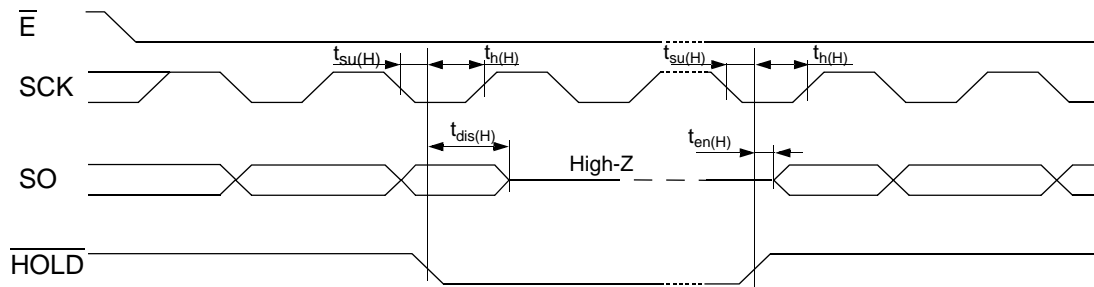 E
t_su(H) t_h(H) t_su(H) t_h(H)
SCK
t_dis(H) t_en(H)
High-Z
SO
HOLD